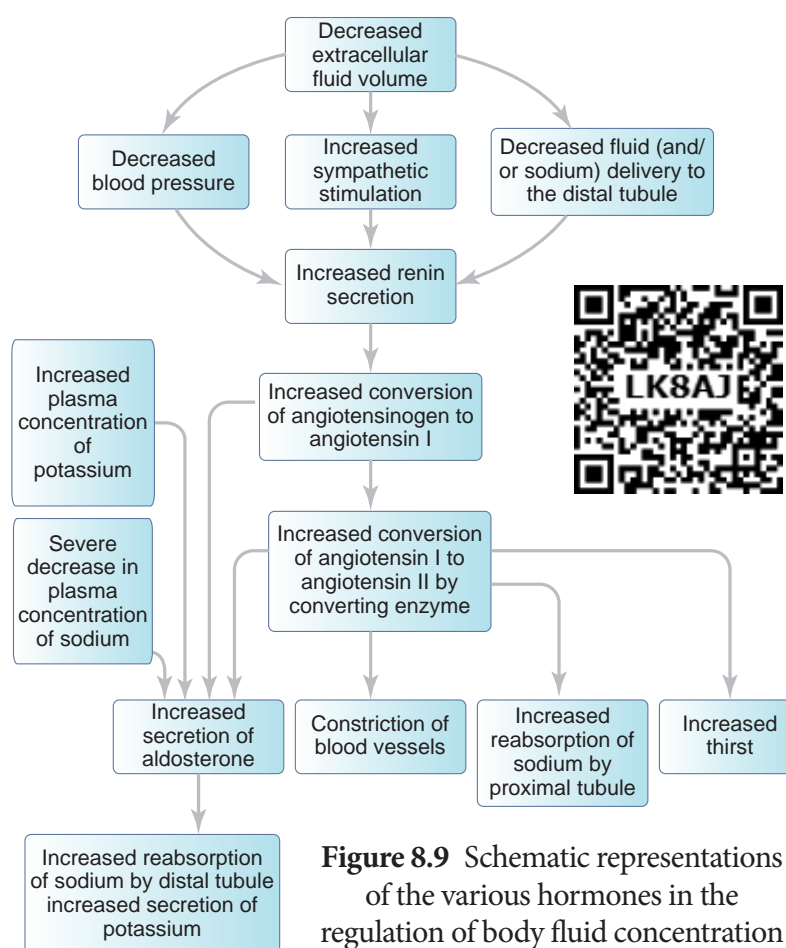 Decreased
extracellular
fluid volume
Decreased
blood pressure
Increased
sympathetic
stimulation
Decreased fluid (and/
or sodium) delivery to
the distal tubule
Increased renin
secretion
Increased
plasma
concentration
of
potassium
Increased conversion
of angiotensinogen to
angiotensin I
LK8AJ
Severe
decrease in
plasma
concentration
of sodium
Increased conversion
of angiotensin I to
angiotensin II by
converting enzyme
Increased
secretion of
aldosterone
Constriction of
blood vessels
Increased
reabsorption of
sodium by
proximal tubule
Increased
thirst
Increased reabsorption
of sodium by distal tubule
increased secretion of
potassium
Figure 8.9 Schematic representations
of the various hormones in the
regulation of body fluid concentration